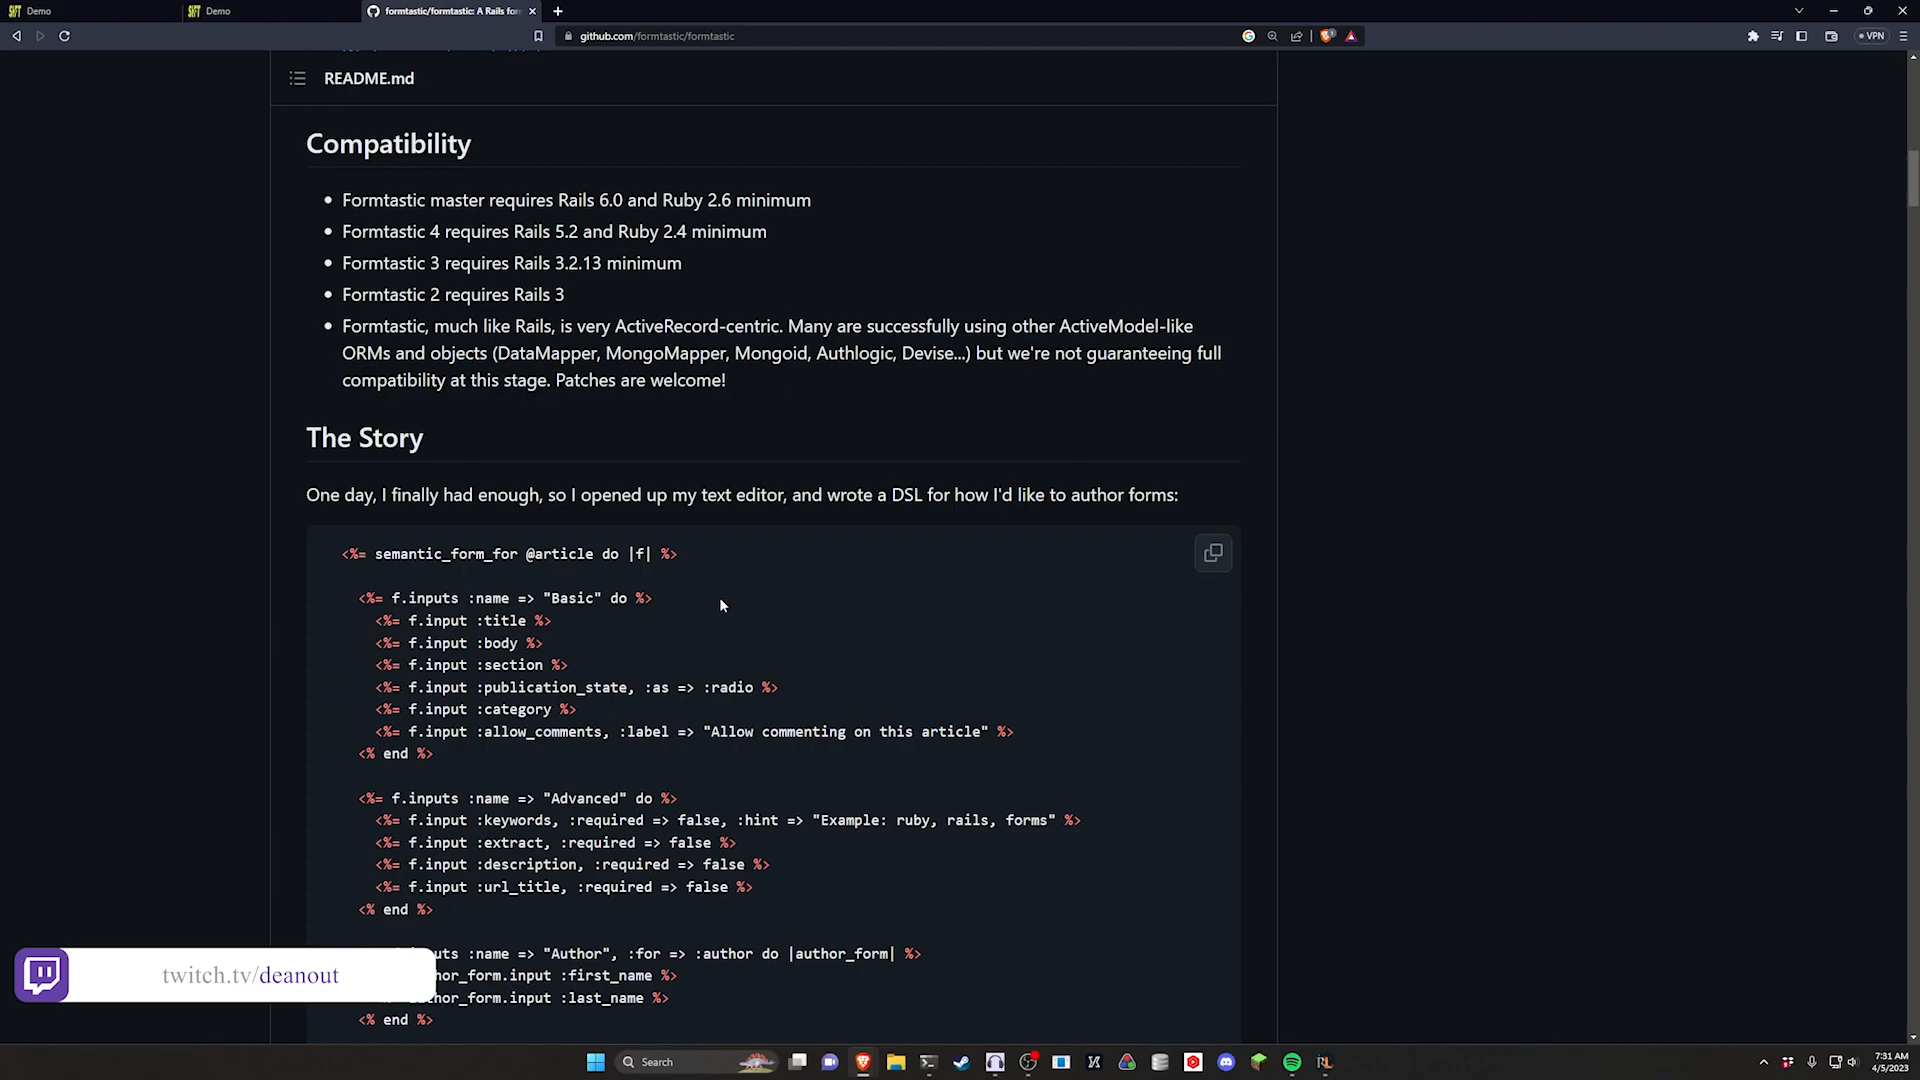 SIFT Demo
SIFT Demo
formtastic/formtastic: A Rails for
github.com/formtastic/formtastic
1
VPN
README.md
Compatibility
Formtastic master requires Rails 6.0 and Ruby 2.6 minimum
Formtastic 4 requires Rails 5.2 and Ruby 2.4 minimum
Formtastic 3 requires Rails 3.2.13 minimum
Formtastic 2 requires Rails 3
Formtastic, much like Rails, is very ActiveRecord-centric. Many are successfully using other ActiveModel-like
ORMs and objects (DataMapper, MongoMapper, Mongoid, Authlogic, Devise...) but we're not guaranteeing full
compatibility at this stage. Patches are welcome!
The Story
One day, I finally had enough, so I opened up my text editor, and wrote a DSL for how I'd like to author forms:
<%= semantic_form_for @article do |f| %>
<%= f.inputs :name => "Basic" do %>
<%= f.input :title %>
<%= f.input :body %>
<%= f.input :section %>
<%= f.input :publication_state, :as => :radio %>
<%= f.input :category %>
<%= f.input :allow_comments, :label => "Allow commenting on this article" %>
<% end %>
<%= f.inputs :name => "Advanced" do %>
<%= f.input :keywords, :required => false, :hint => "Example: ruby, rails, forms" %>
<%= f.input :extract, :required => false %>
<%= f.input :description, :required => false %>
<%= f.input :url_title, :required => false %>
<% end %>
uts :name => "Author", :for => :author do |author_form| %>
hor_form.input :first_name %>
twitch.tv/deanout
author_form.input :last_name %>
<% end %>
Search
7:31 AM
4/5/2023